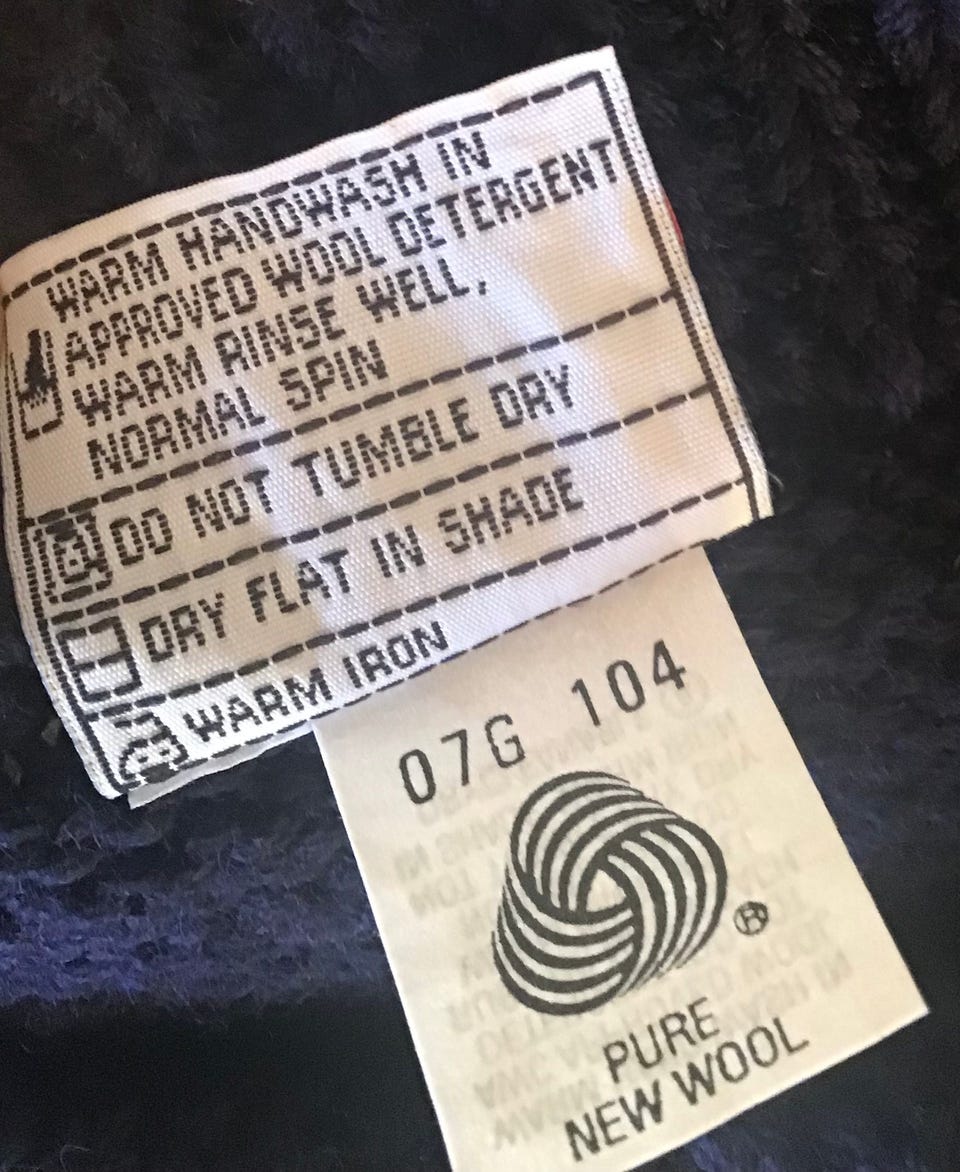 WARM HANDWASH IN
APPROVED WOOL DETERGENT
WARM RINSE WELL,
NORMAL SPIN
DO NOT TUMBLE DRY
DRY FLAT IN SHADE
WARM IRON
07G 104
®
PURE
NEW WOOL